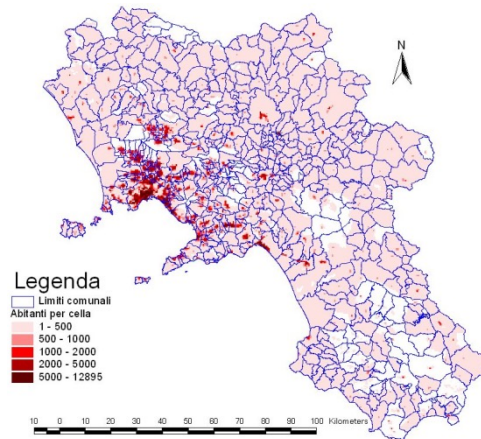 N
Legenda
Limiti comunali
Abitanti per cella
1 - 500
500 - 1000
1000 - 2000
2000 - 5000
5000 - 12895
10 0 10 20 30 40 50 60 70 80 90 100 Kilometers